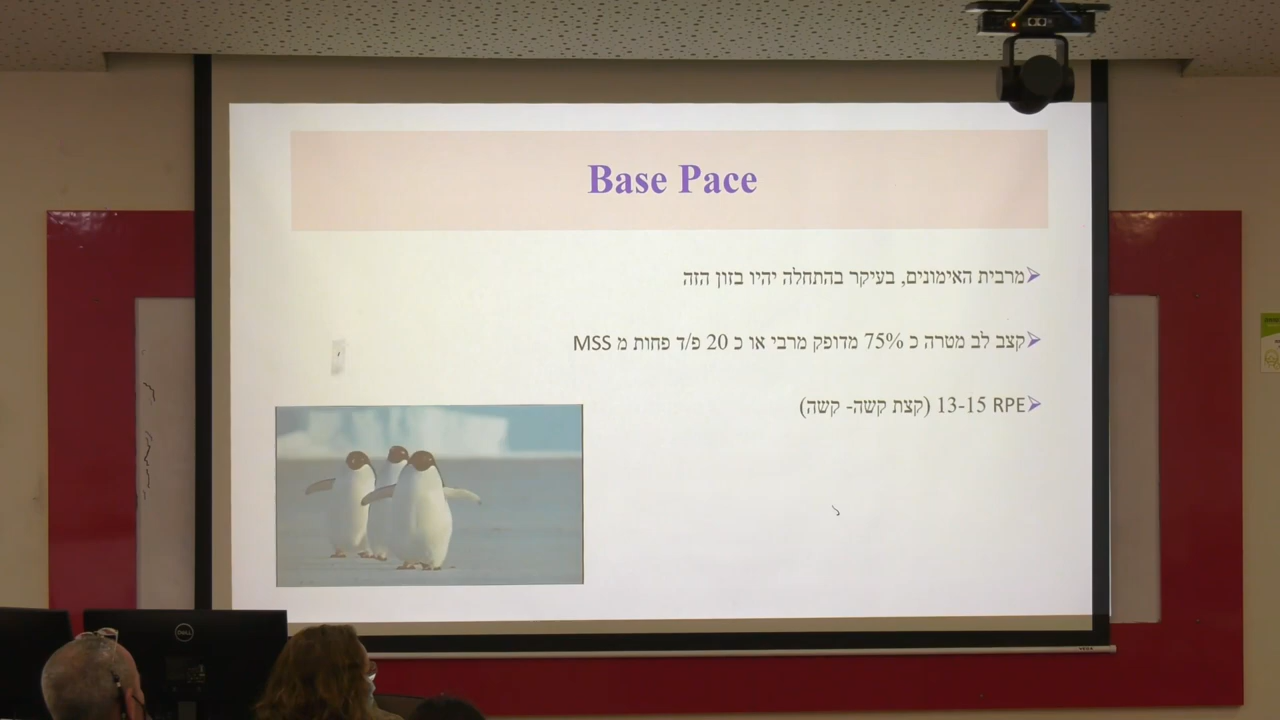 Base Pace
מרבית האימונים, בעיקר בהתחלה יהיו בזון הזה
קצב לב מטרה כ 75% מדופק מרבי או כ 20 פ/ד פחות מ MSS
RPE 13-15 (קצת קשה- קשה)
DELL